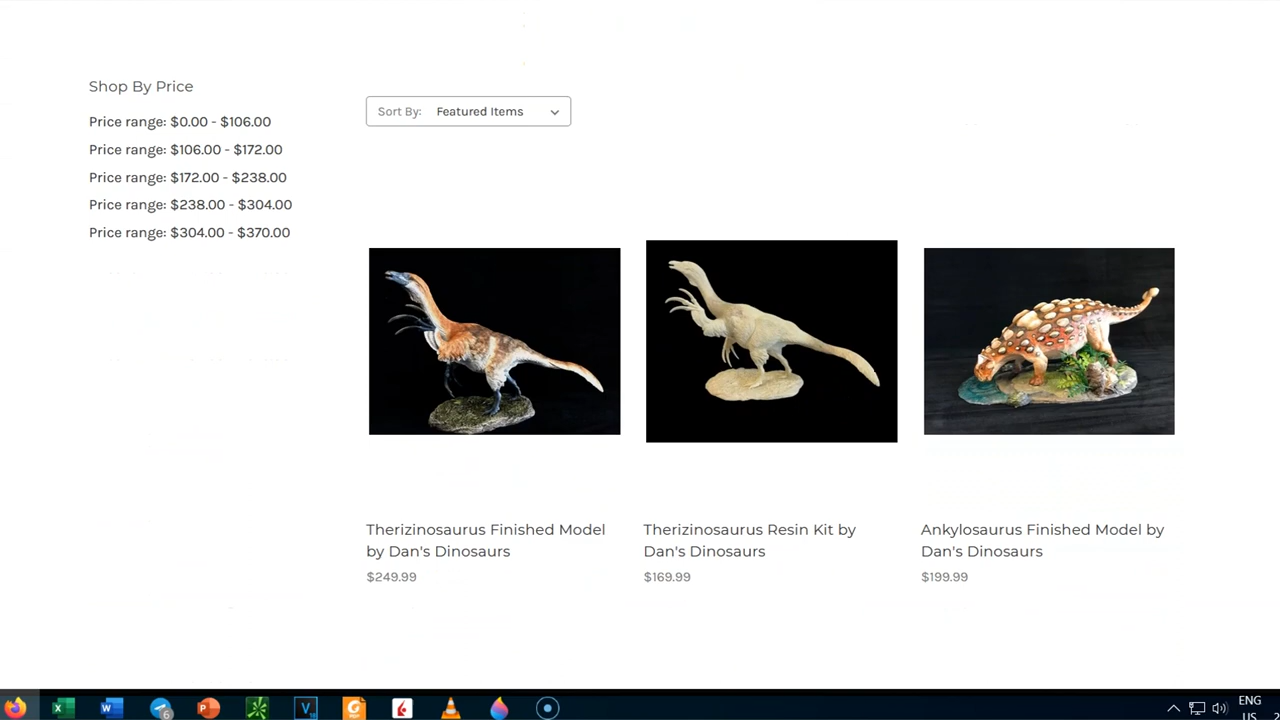 Shop By Price
Price range: $0.00 - $106.00
Price range: $106.00 - $172.00
Price range: $172.00 - $238.00
Price range: $238.00 - $304.00
Price range: $304.00 - $370.00
Sort By: Featured Items
Therizinosaurus Finished Model
by Dan's Dinosaurs
$249.99
Therizinosaurus Resin Kit by
Dan's Dinosaurs
$169.99
Ankylosaurus Finished Model by
Dan's Dinosaurs
$199.99
6
ENG
US